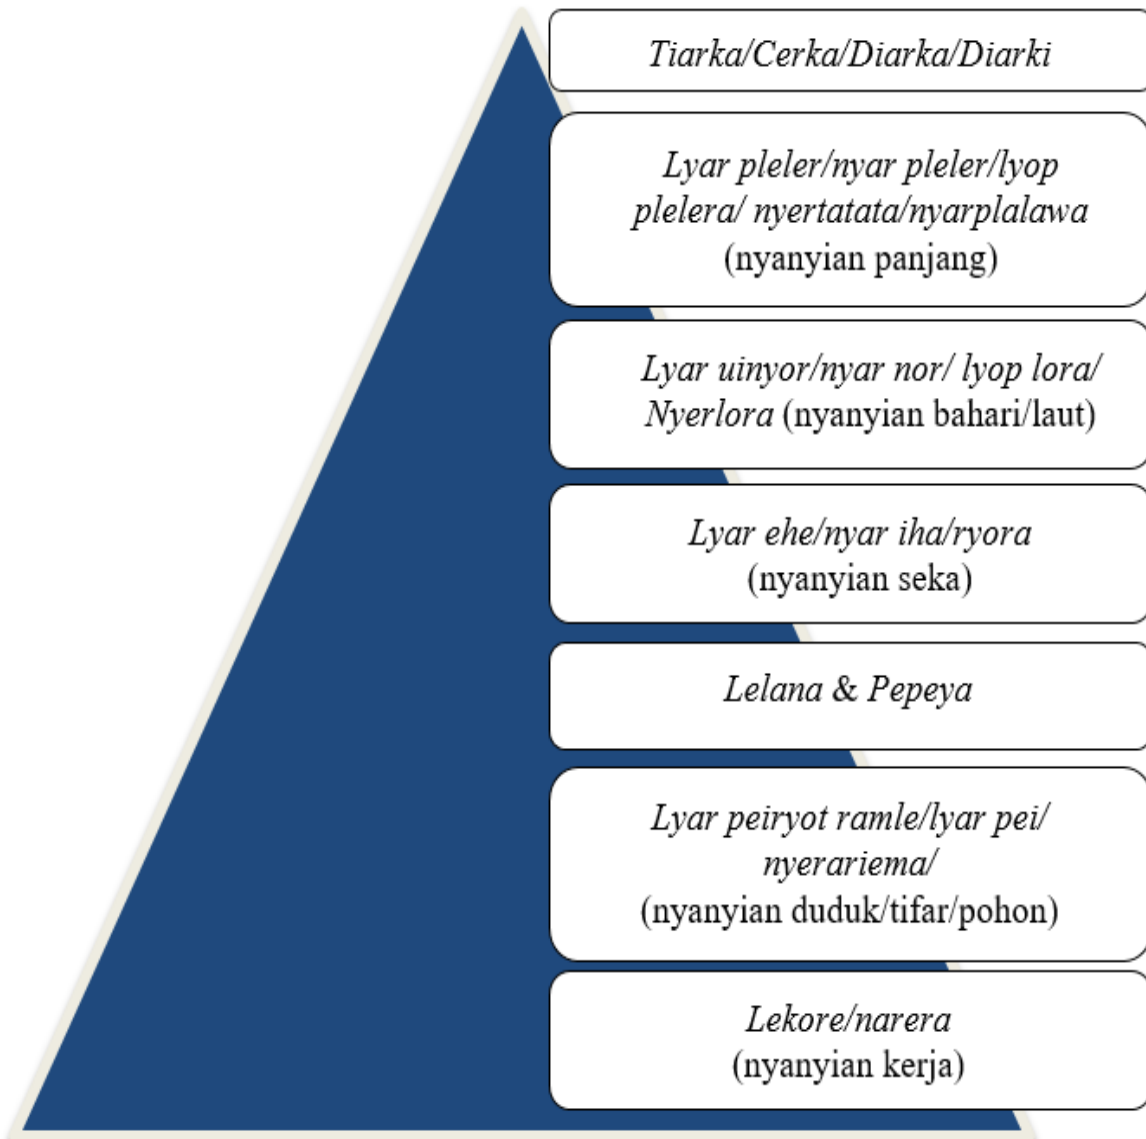 Tiarka/Cerka/Diarka/Diarki
Lyar pleler/nyar pleler/lyop
plelera/ nyertatata/nyarplalawa
(nyanyian panjang)
Lyar uinyor/nyar nor/ lyop lora/
Nyerlora (nyanyian bahari/laut)
Lyar ehe/nyar iha/ryora
(nyanyian seka)
Lelana & Pepeya
Lyar peiryot ramle/lyar pei/
nyerariema/
(nyanyian duduk/tifar/pohon)
Lekore/narera
(nyanyian kerja)